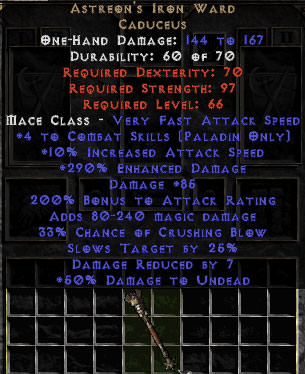 Astreon's Iron Ward
Caduceus
One-Hand Damage: 144 to 167
Durability: 60 of 70
Required Dexterity: 70
Required Strength: 97
Required Level: 66
Mace Class - Very Fast Attack Speed
+4 to Combat Skills (Paladin Only)
+10% Increased Attack Speed
+290% Enhanced Damage
Damage +85
200% Bonus to Attack Rating
Adds 80-240 magic damage
33% Chance of Crushing Blow
Slows Target by 25%
Damage Reduced by 7
+50% Damage to Undead